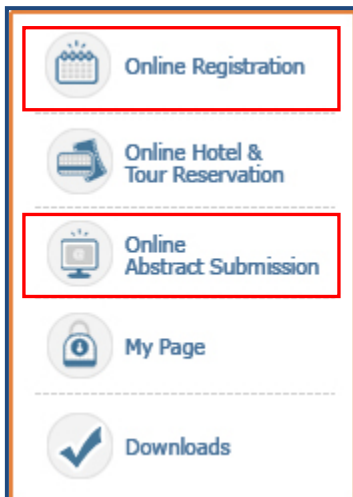 Online Registration
Online Hotel &
Tour Reservation
Online
Abstract Submission
My Page
Downloads